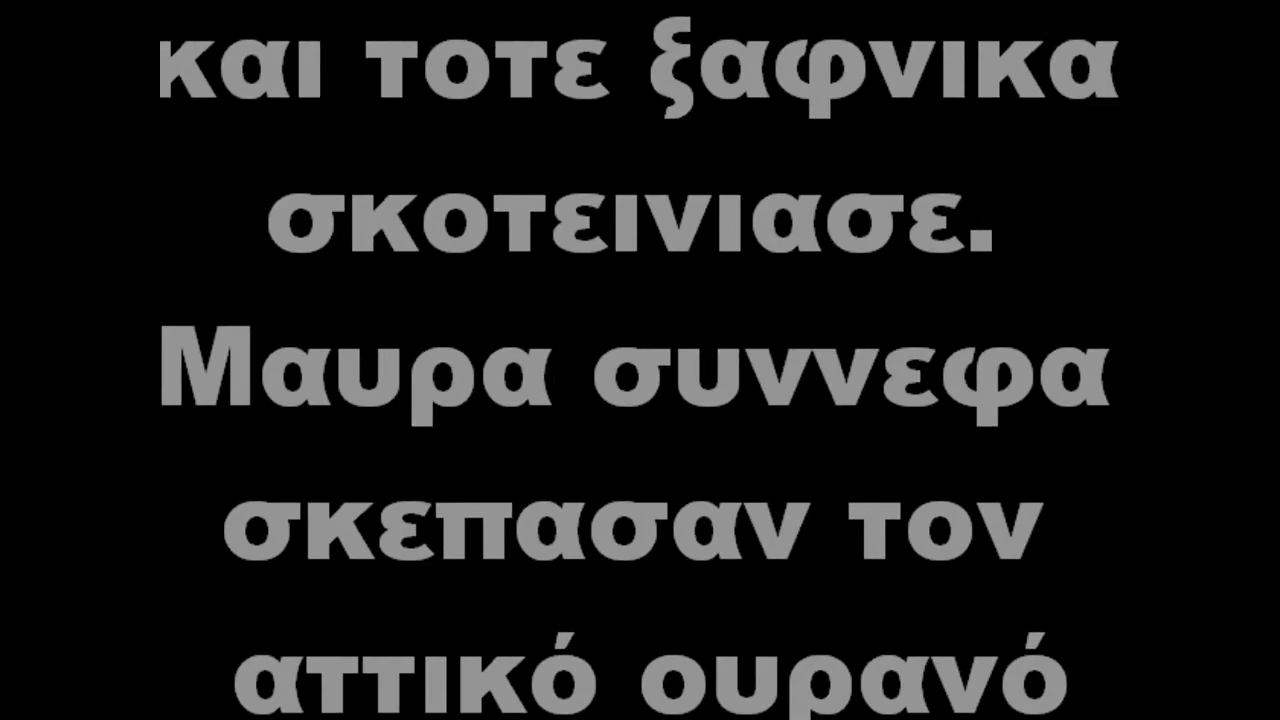 και τοτε ξαφνικα
σκοτεινιασε.
Μαυρα συννεφα
σκεπασαν τον
αττικό ουρανό